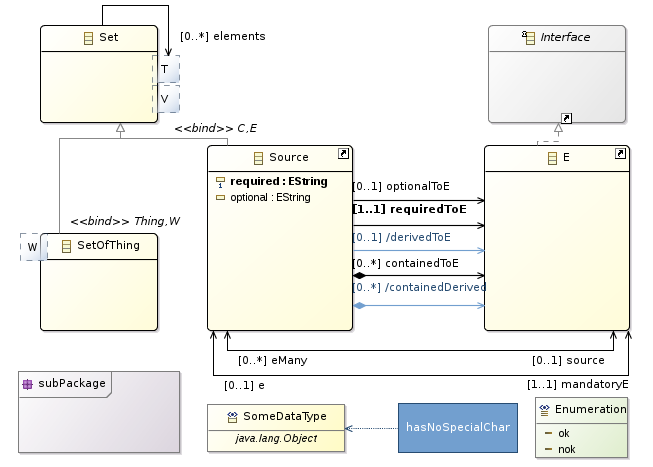 Set
[0..*] elements
T
V
Interface
<<bind>> C,E
Source
required : EString
optional : EString
E
[0..1] optionalToE
[1..1] requiredToE
[0..1] /derivedToE
[0..*] containedToE
[0..*] /containedDerived
<<bind>> Thing,W
W
SetOfThing
[0..*] eMany
[0..1] source
[0..1] e
[1..1] mandatoryE
subPackage
SomeDataType
java.lang.Object
hasNoSpecialChar
Enumeration
ok
nok